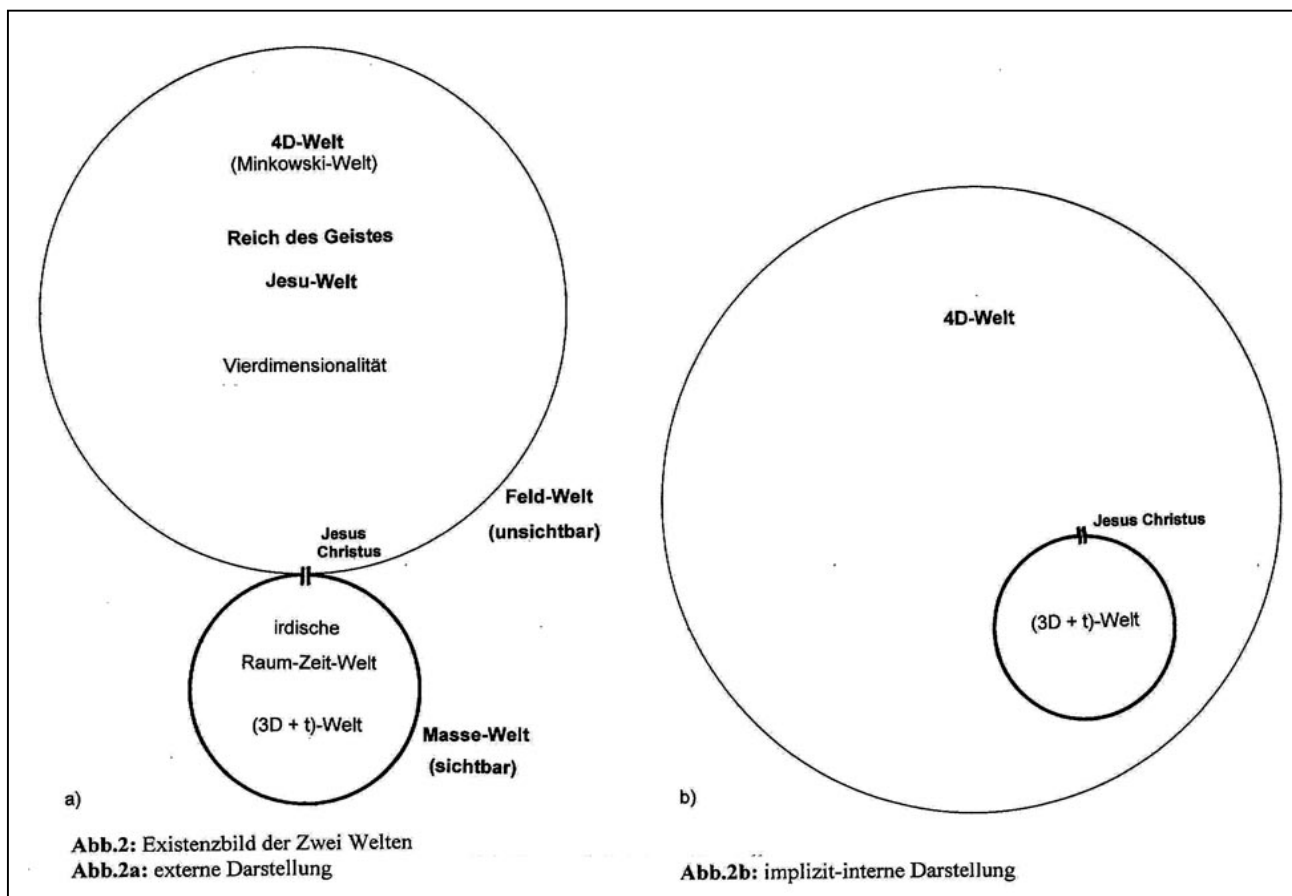 4D-Welt
(Minkowski-Welt)
Reich des Geistes
Jesu-Welt
Vierdimensionalität
Feld-Welt
(unsichtbar)
Jesus
Christus
irdische
Raum-Zeit-Welt
(3D + t)-Welt
Masse-Welt
(sichtbar)
a)
Abb.2: Existenzbild der Zwei Welten
Abb.2a: externe Darstellung
4D-Welt
Jesus Christus
(3D + t)-Welt
b)
Abb.2b: implizit-interne Darstellung